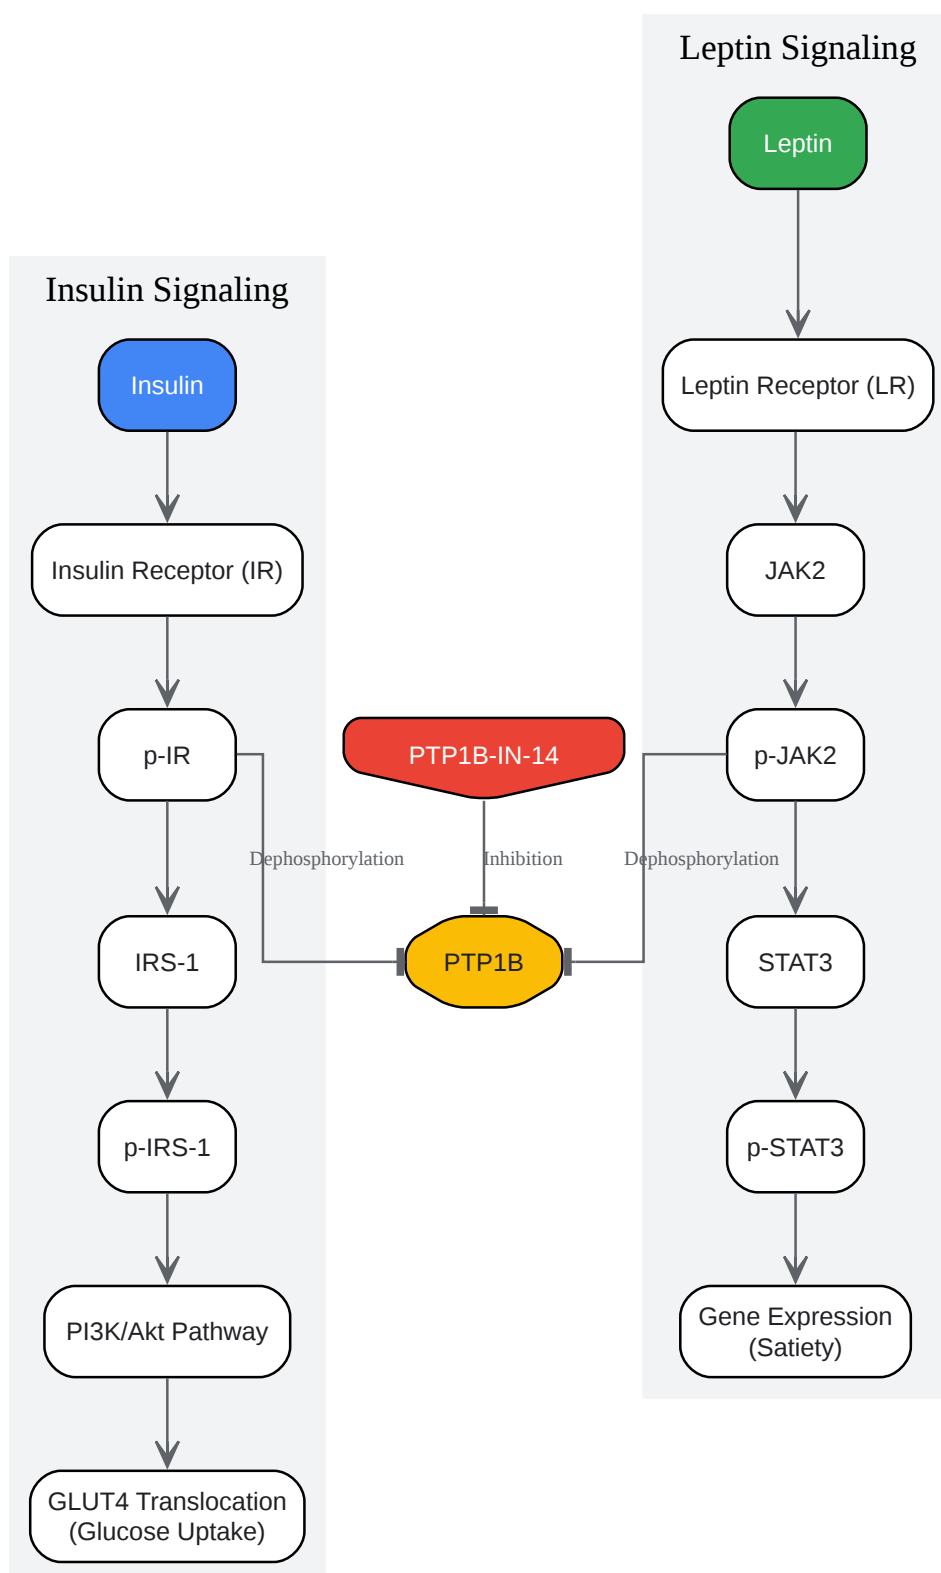 Leptin Signaling
Leptin
Leptin Receptor (LR)
JAK2
p-JAK2
STAT3
p-STAT3
Gene Expression
(Satiety)
Insulin Signaling
Insulin
Insulin Receptor (IR)
p-IR
IRS-1
p-IRS-1
PI3K/Akt Pathway
GLUT4 Translocation
(Glucose Uptake)
PTP1B-IN-14
Dephosphorylation
Inhibition
Dephosphorylation
PTP1B